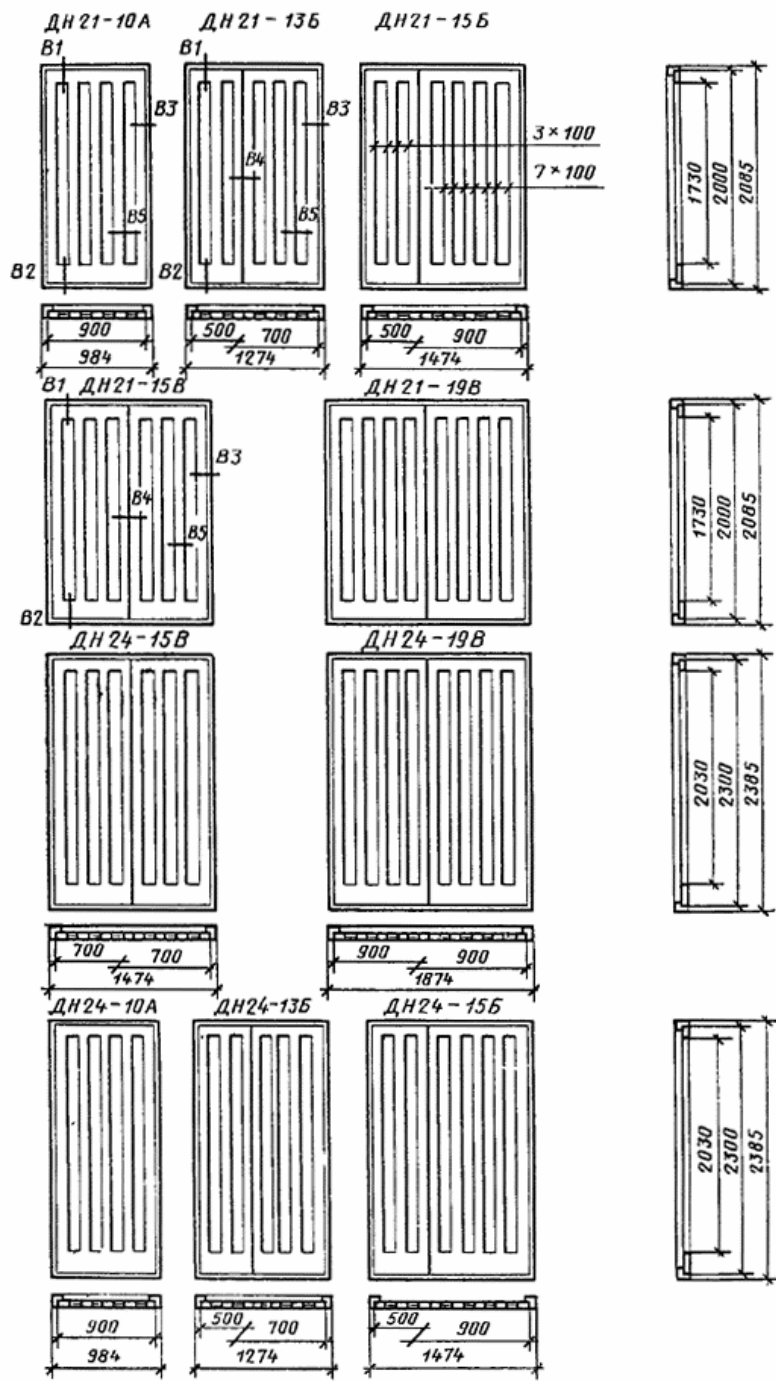 ДН21-10А ДН21-13Б ДН21-15Б
В1 В1
В3 В3
3×100
В4
7×100
В5 В5
В2 В2
1730 2000 2085
900 500 700 500 900
984 1274 1474
В1 ДН21-15В ДН21-19В
В3
В4
В5
В2
1730 2000 2085
ДН24-15В ДН24-19В
2030 2300 2385
700 700 900 900
1474 1874
ДН24-10А ДН24-13Б ДН24-15Б
2030 2300 2385
900 500 700 500 900
984 1274 1474